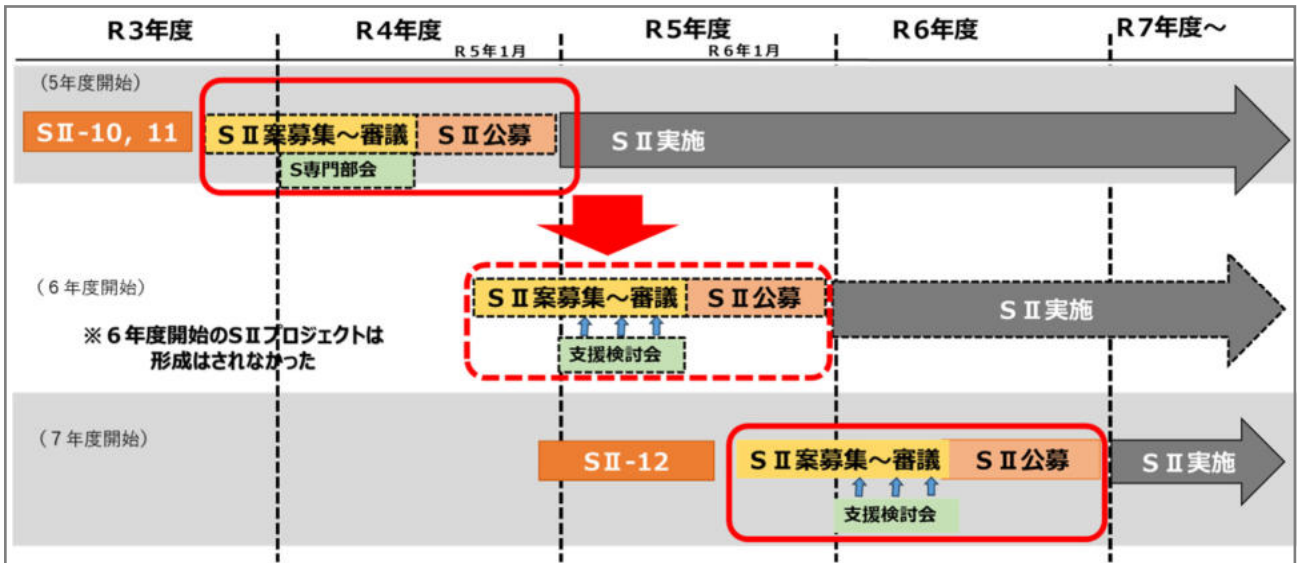 R3年度 R4年度 R5年度 R6年度 R7年度～
R5年1月 R6年1月
（5年度開始）
SⅡ-10, 11 SⅡ案募集～審議 SⅡ公募 SⅡ実施
S専門部会
（6年度開始） SⅡ案募集～審議 SⅡ公募 SⅡ実施
※6年度開始のSⅡプロジェクトは
形成はされなかった
支援検討会
（7年度開始）
SⅡ-12 SⅡ案募集～審議 SⅡ公募 SⅡ実施
支援検討会